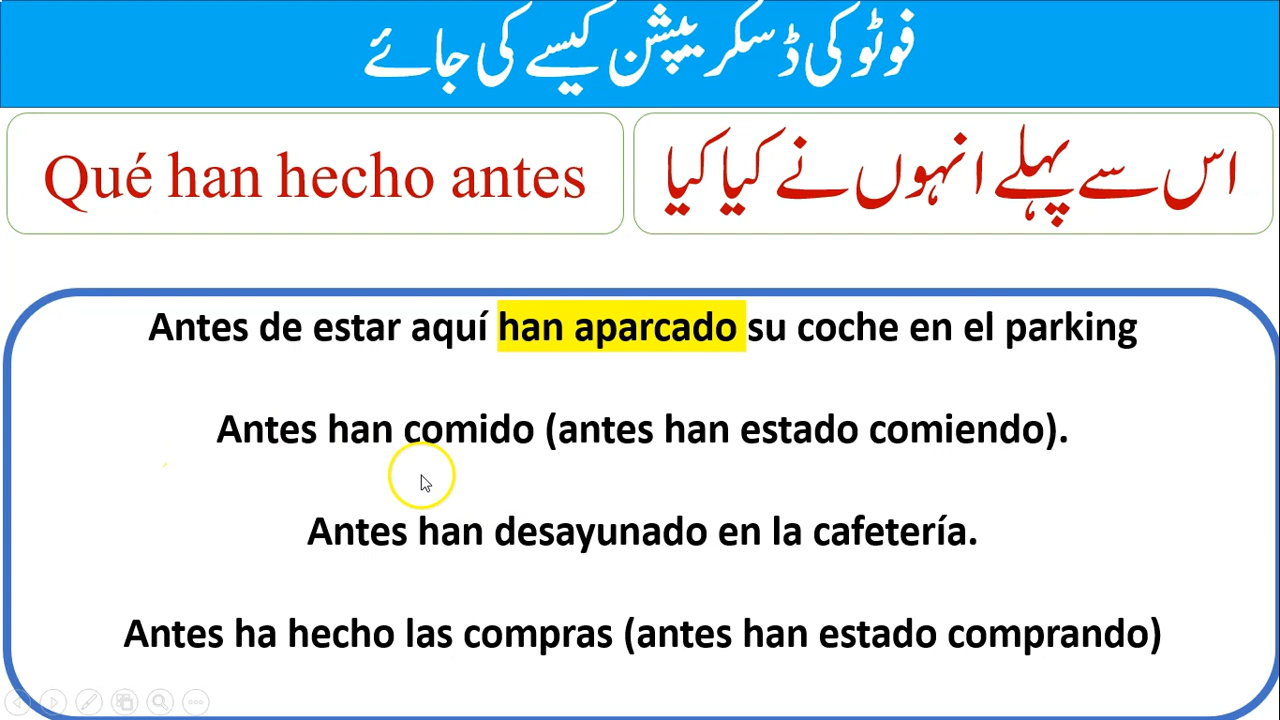 فوٹو کی ڈسکرپیشن کیسے کی جائے
Qué han hecho antes
اس سے پہلے انہوں نے کیا کیا
Antes de estar aquí han aparcado su coche en el parking
Antes han comido (antes han estado comiendo).
Antes han desayunado en la cafetería.
Antes ha hecho las compras (antes han estado comprando)